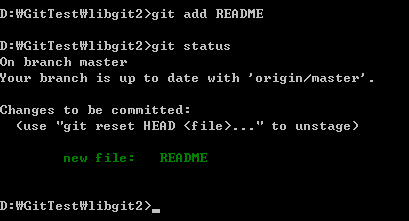 D:₩GitTest₩libgit2>git add README
D:₩GitTest₩libgit2>git status
On branch master
Your branch is up to date with 'origin/master'.
Changes to be committed:
(use "git reset HEAD <file>..." to unstage)
new file:   README
D:₩GitTest₩libgit2>_